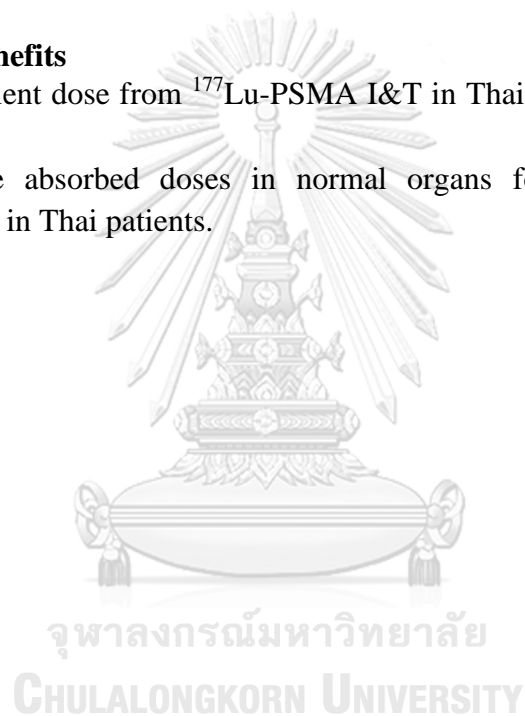 nefits
ient dose from ¹⁷⁷Lu-PSMA I&T in Thai
e absorbed doses in normal organs fo
in Thai patients.
จุฬาลงกรณ์มหาวิทยาลัย
CHULALONGKORN UNIVERSITY